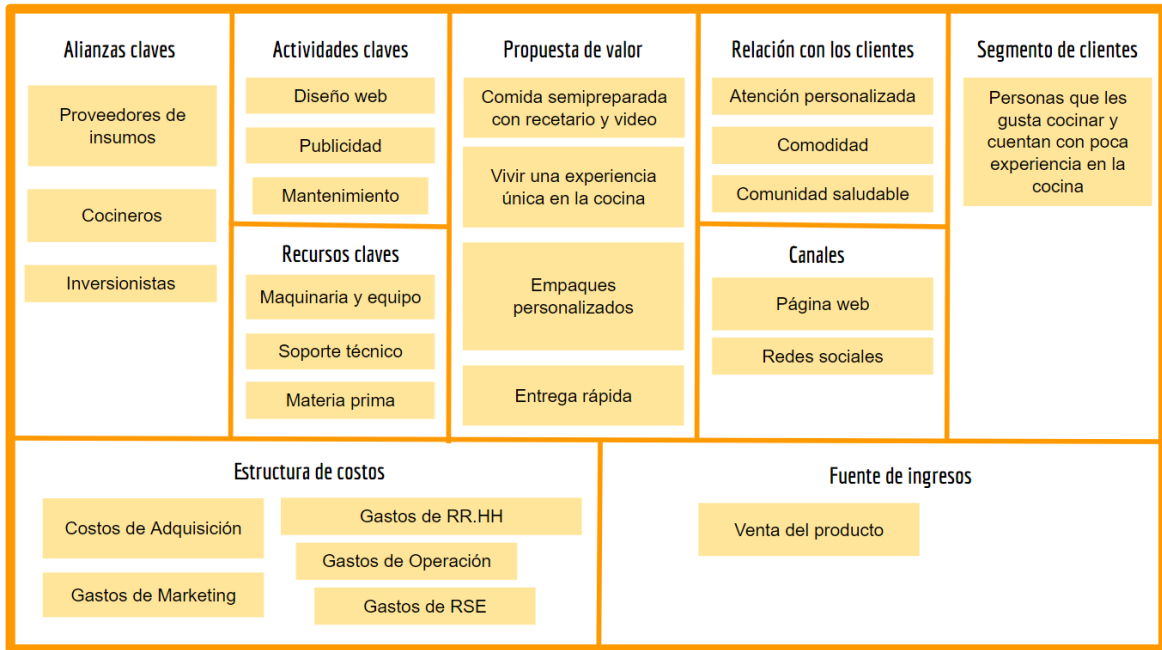 Alianzas claves
Proveedores de
insumos
Cocineros
Inversionistas
Actividades claves
Diseño web
Publicidad
Mantenimiento
Recursos claves
Maquinaria y equipo
Soporte técnico
Materia prima
Propuesta de valor
Comida semipreparada
con recetario y video
Vivir una experiencia
única en la cocina
Empaques
personalizados
Entrega rápida
Relación con los clientes
Atención personalizada
Comodidad
Comunidad saludable
Canales
Página web
Redes sociales
Segmento de clientes
Personas que les
gusta cocinar y
cuentan con poca
experiencia en la
cocina
Estructura de costos
Costos de Adquisición
Gastos de Marketing
Gastos de RR.HH
Gastos de Operación
Gastos de RSE
Fuente de ingresos
Venta del producto